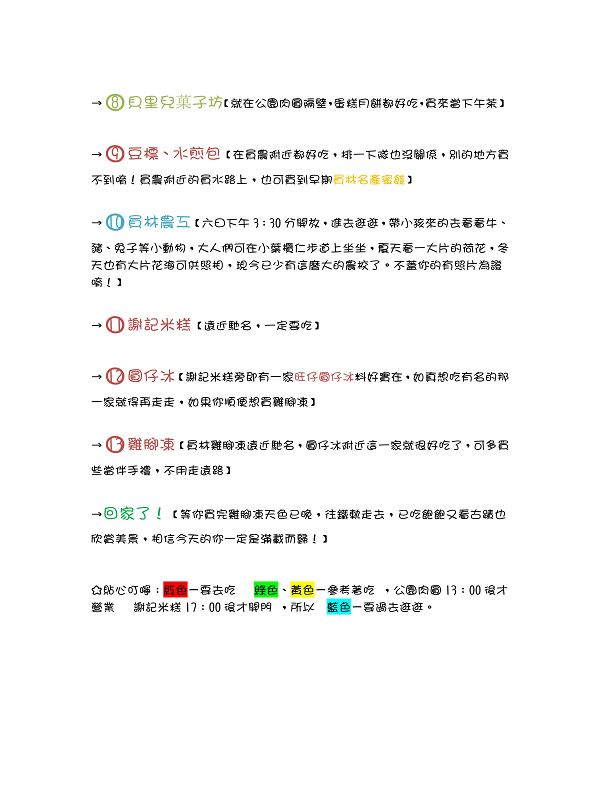 →⑧貝里兒菓子坊【就在公園肉圓隔壁，蛋糕月餅都好吃，買來當下午茶】
→⑨豆標、水煎包【在員農附近都好吃，排一下隊也沒關係，別的地方買
不到唷！員農附近的員水路上，也可買到早期員林名產蜜餞】
→⑩員林農工【六日下午 3：30 分開放，進去逛逛，帶小孩來的去看看牛、
豬、兔子等小動物，大人們可在小葉欖仁步道上坐坐，夏天看一大片的荷花，冬
天也有大片花海可供照相，現今已少有這麼大的農校了。不蓋你的有照片為證
唷！】
→⑪謝記米糕【遠近馳名，一定要吃】
→⑫圓仔冰【謝記米糕旁即有一家旺仔圓仔冰料好實在，如真想吃有名的那
一家就得再走走，如果你順便想買雞腳凍】
→⑬雞腳凍【員林雞腳凍遠近馳名，圓仔冰附近這一家就很好吃了，可多買
些當伴手禮，不用走遠路】
→回家了！【等你買完雞腳凍天色已晚，往鐵軌走去，已吃飽飽又看古蹟也
欣賞美景，相信今天的你一定是滿載而歸！】
☆貼心叮嚀：紅色一要去吃 綠色、黃色一參考著吃 ，公園肉圓 13：00 後才
營業 謝記米糕 17：00 後才開門 ，所以 藍色一要過去逛逛。